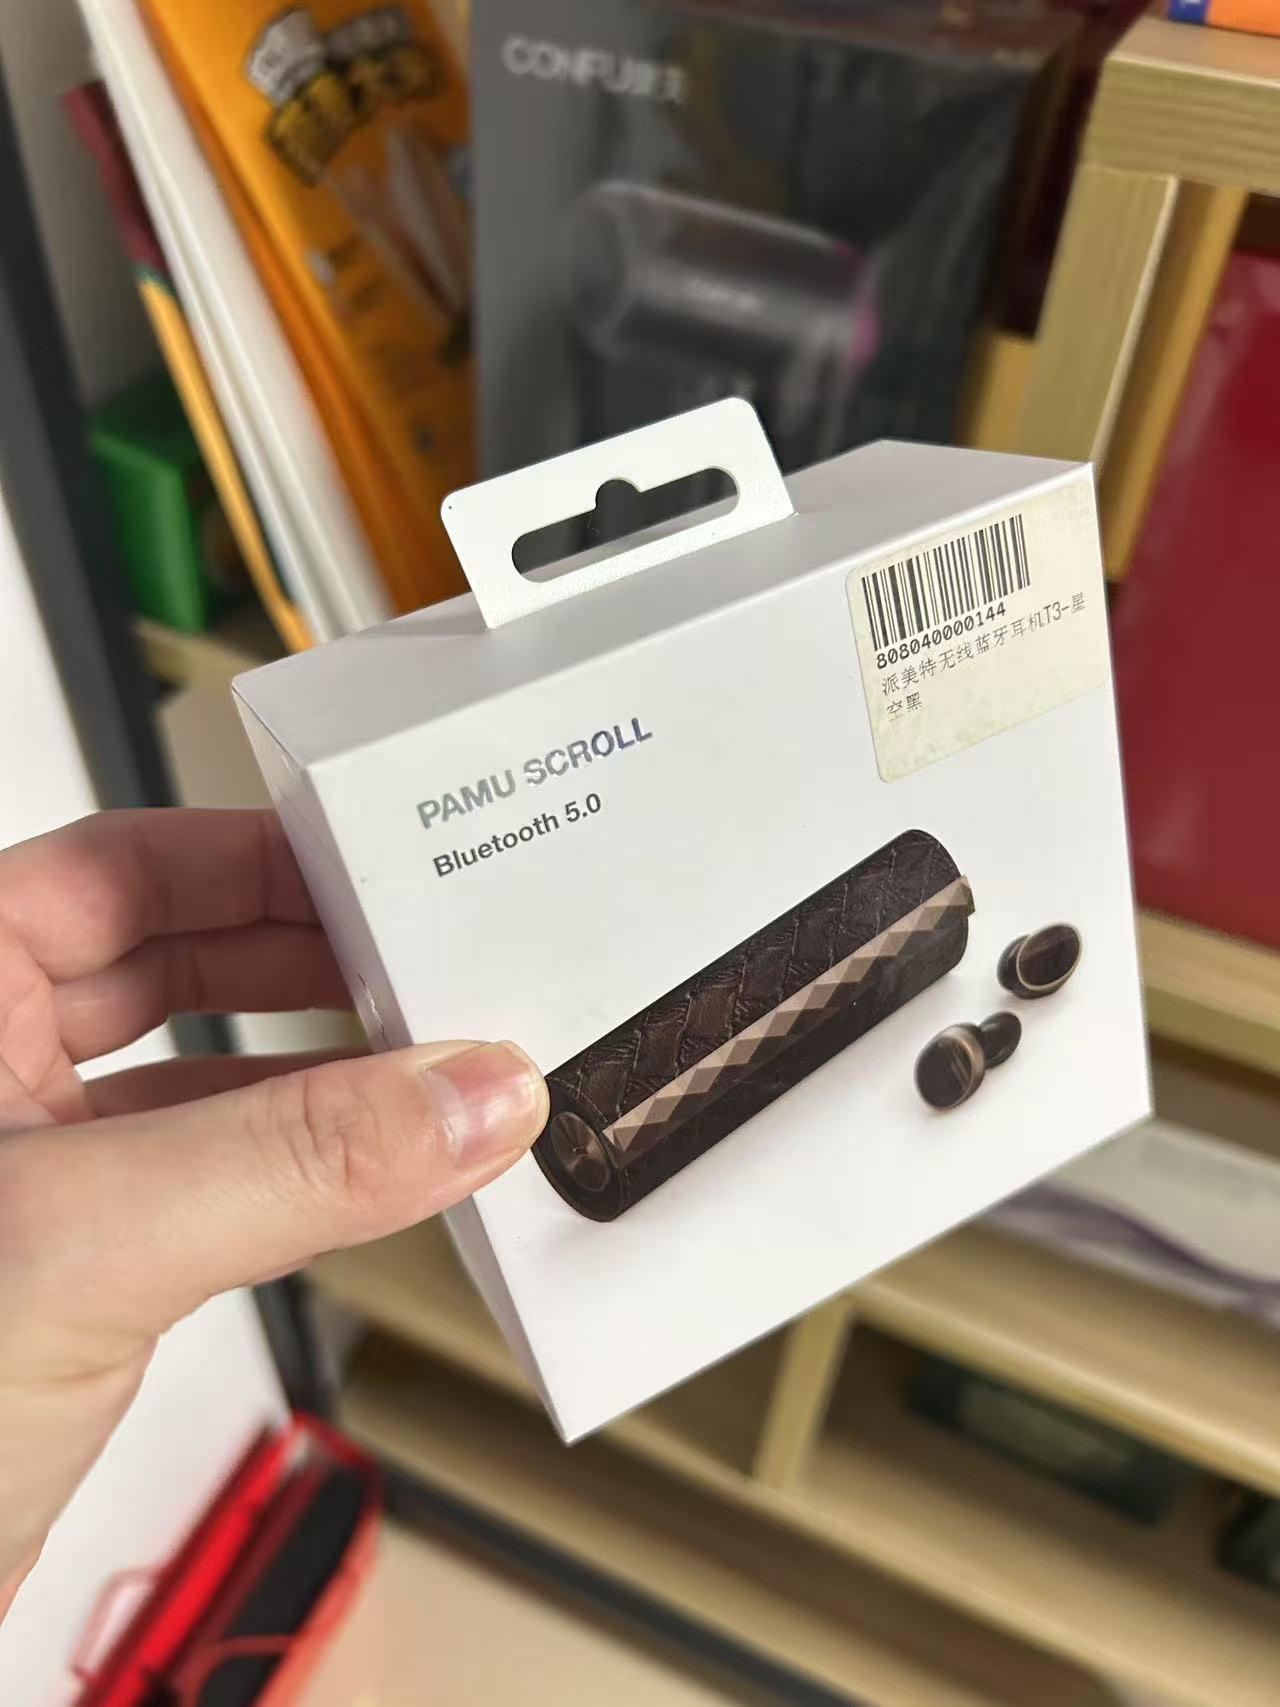 CONFU
PAMU SCROLL
Bluetooth 5.0
808040000144
派美特无线蓝牙耳机T3-星
空黑